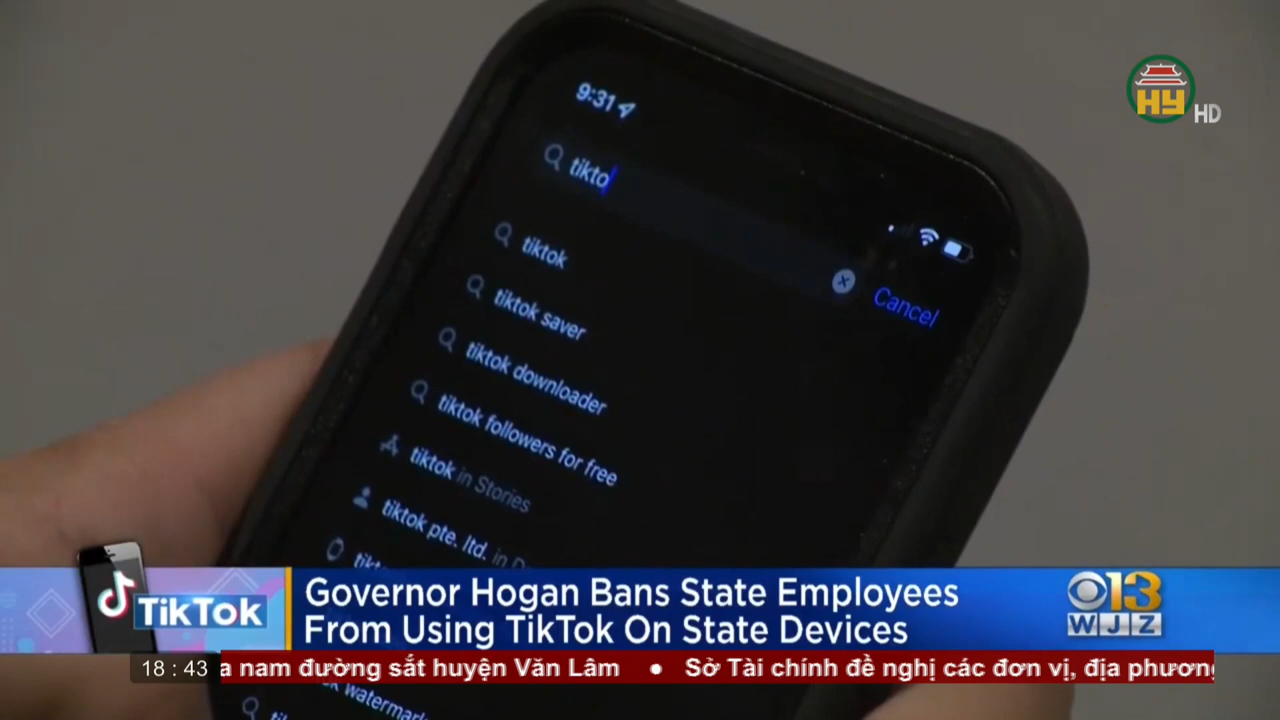 HY HD
9:31
tikto
Cancel
tiktok
tiktok saver
tiktok downloader
tiktok followers for free
tiktok in Stories
tiktok pte. ltd. in
TikTok
Governor Hogan Bans State Employees
From Using TikTok On State Devices
13
WJZ
18 : 43
a nam đường sắt huyện Văn Lâm • Sở Tài chính đề nghị các đơn vị, địa phương